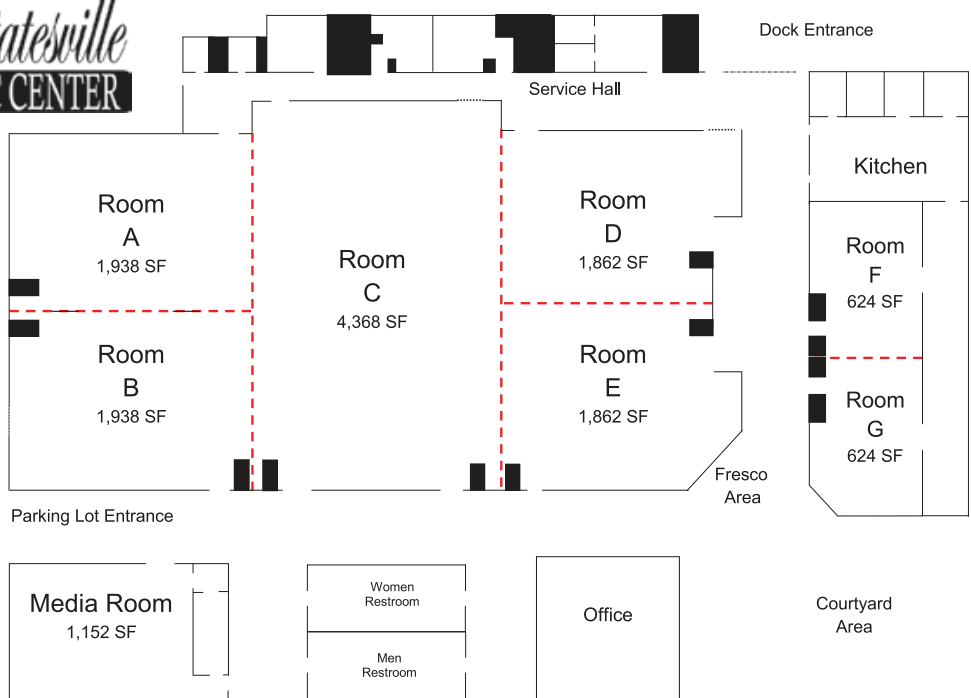 Statesville
CENTER
Dock Entrance
Service Hall
Kitchen
Room
A
1,938 SF
Room
B
1,938 SF
Room
C
4,368 SF
Room
D
1,862 SF
Room
E
1,862 SF
Room
F
624 SF
Room
G
624 SF
Fresco
Area
Parking Lot Entrance
Media Room
1,152 SF
Women
Restroom
Men
Restroom
Office
Courtyard
Area